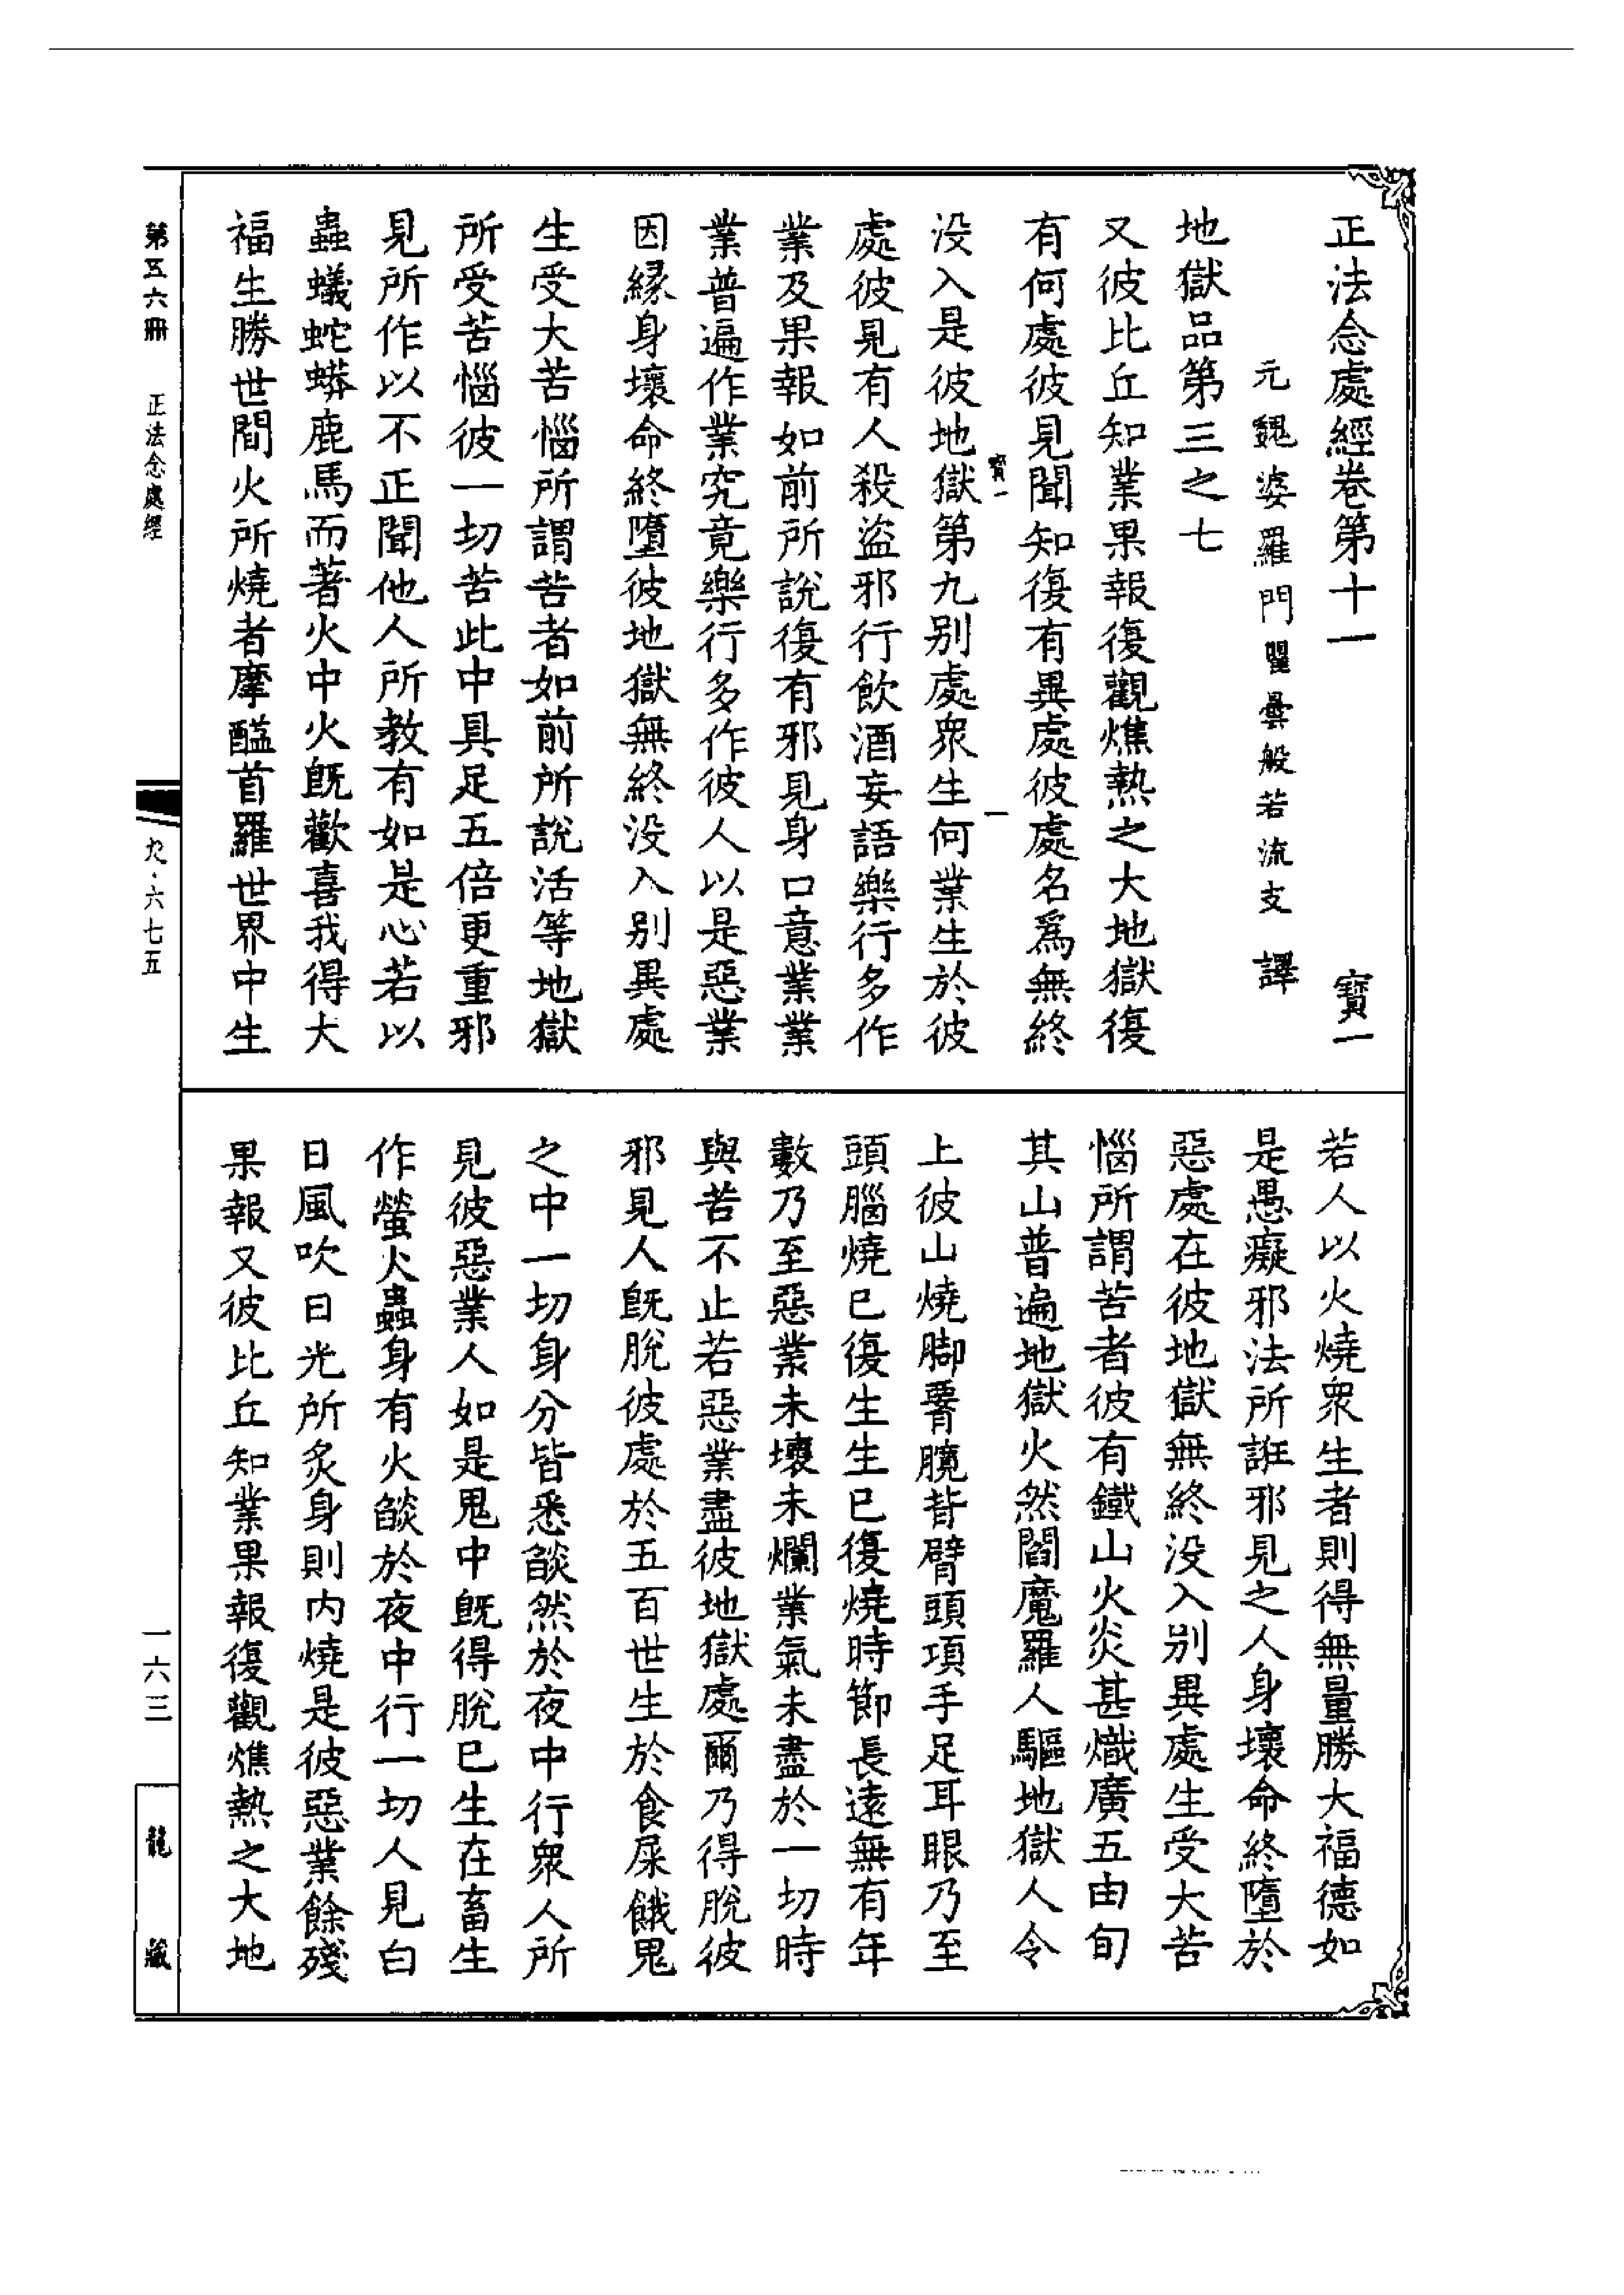 正法念處經卷第十一　寶一
元魏婆羅門瞿曇般若流支　譯
地獄品第三之七
又彼比丘知業果報復觀燋熱之大地獄復
有何處彼見聞知復有異處彼處名爲無終
寶一　一
没入是彼地獄第九别處衆生何業生於彼
處彼見有人殺盜邪行飲酒妄語樂行多作
業及果報如前所說復有邪見身口意業業
業普遍作業究竟樂行多作彼人以是惡業
因縁身壞命終墮彼地獄無終没入别異處
生受大苦惱所謂苦者如前所說活等地獄
所受苦惱彼一切苦此中具足五倍更重邪
見所作以不正聞他人所教有如是心若以
蟲蟻蛇蟒鹿馬而著火中火旣歡喜我得大
福生勝世間火所燒者摩醯首羅世界中生
若人以火燒衆生者則得無量勝大福德如
是愚癡邪法所誑邪見之人身壞命終墮於
惡處在彼地獄無終没入别異處生受大苦
惱所謂苦者彼有鐵山火炎甚熾廣五由旬
其山普遍地獄火然閻魔羅人驅地獄人令
上彼山燒脚䏶髖背臂頭項手足耳眼乃至
頭腦燒已復生生已復燒時節長遠無有年
數乃至惡業未壞未爛業氣未盡於一切時
與苦不止若惡業盡彼地獄處爾乃得脫彼
邪見人旣脫彼處於五百世生於食屎餓鬼
之中一切身分皆悉燄然於夜中行衆人所
見彼惡業人如是鬼中旣得脫已生在畜生
作螢火蟲身有火燄於夜中行一切人見白
日風吹日光所炙身則内燒是彼惡業餘殘
果報又彼比丘知業果報復觀燋熱之大地
第五六冊　正法念處經
九·六七五
一六三
龍藏